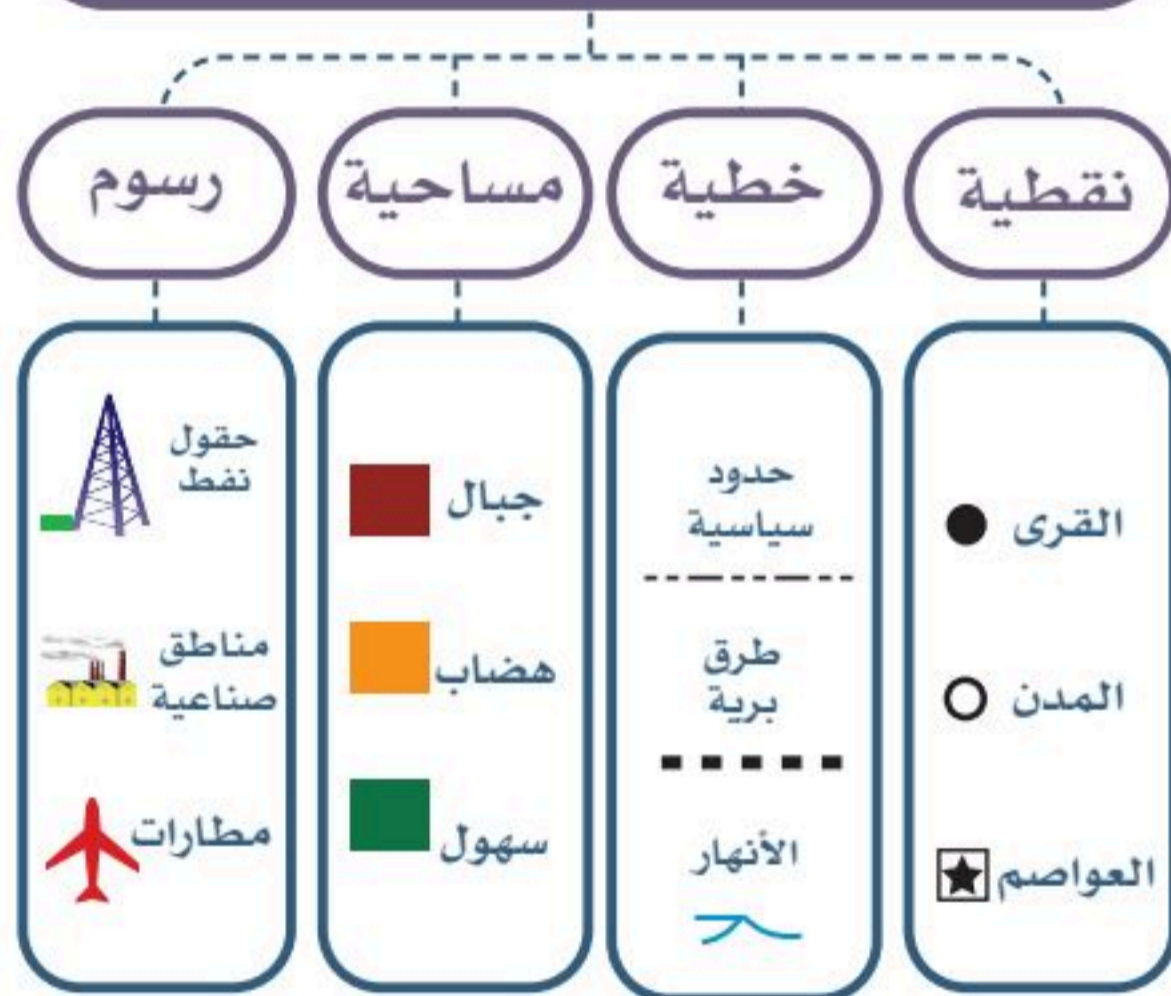 نقطية
خطية
مساحية
رسوم
القرى
المدن
العواصم
حدود
سياسية
طرق
برية
الأنهار
جبال
هضاب
سهول
حقول
نفط
مناطق
صناعية
مطارات